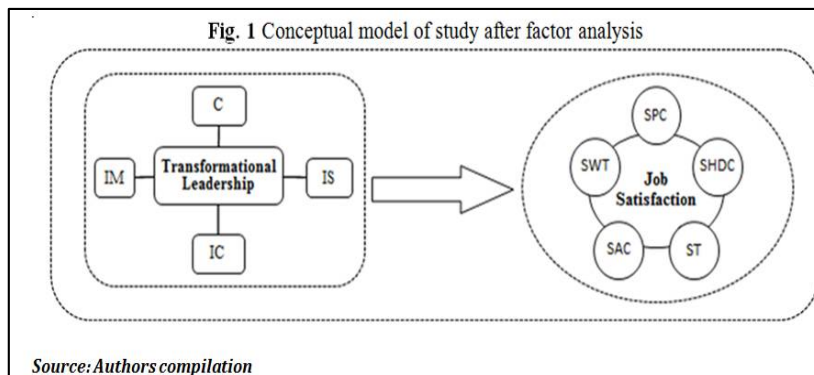 Fig. 1 Conceptual model of study after factor analysis
C
IM
Transformational
Leadership
IS
IC
SPC
SWT
SHDC
Job
Satisfaction
SAC
ST
Source: Authors compilation